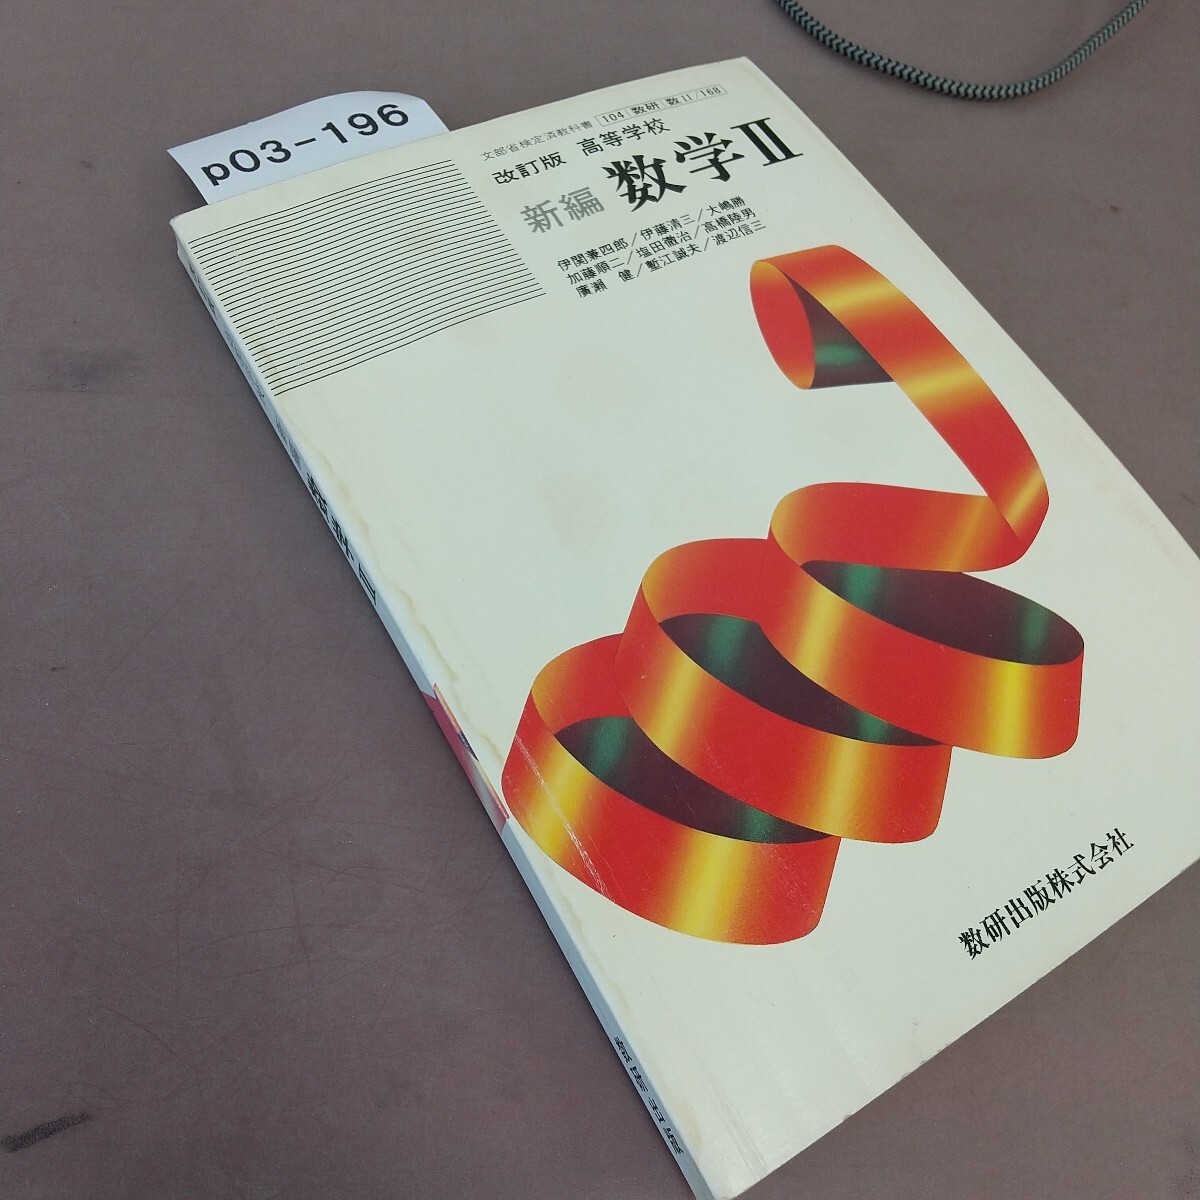 p03-196
文部省検定済教科書 104 数研 数II/168
改訂版 高等学校
新編 数学II
伊関兼四郎/伊藤清三/大嶋勝
加藤順二/塩田徹治/高橋陸男
廣瀬 健/塹江誠夫/渡辺信三
数研出版株式会社